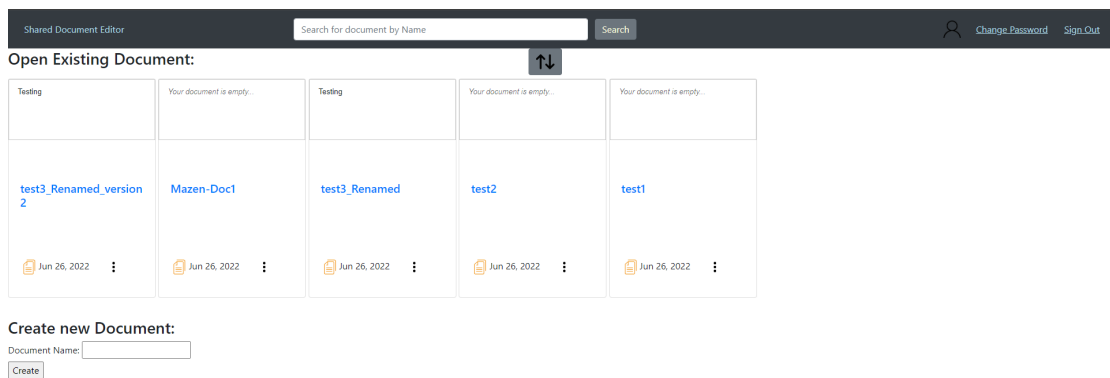 Shared Document Editor
Search for document by Name
Search
Change Password
Sign Out
Open Existing Document:
Testing
Your document is empty...
Testing
Your document is empty...
Your document is empty...
test3_Renamed_version
2
Mazen-Doc1
test3_Renamed
test2
test1
Jun 26, 2022
Jun 26, 2022
Jun 26, 2022
Jun 26, 2022
Jun 26, 2022
Create new Document:
Document Name:
Create